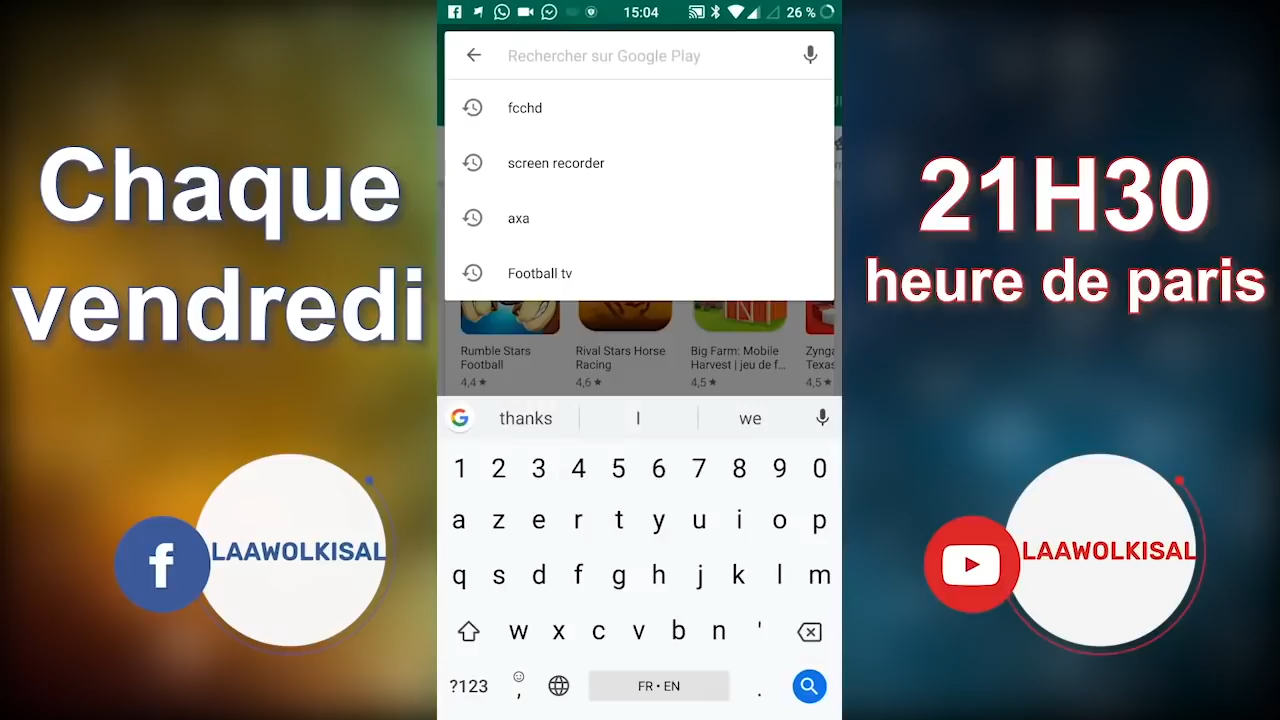 Chaque
vendredi
LAAWOLKISAL
15:04
26 %
Rechercher sur Google Play
fcchd
screen recorder
axa
Football tv
Rumble Stars
Football
4,4 ★
Rival Stars Horse
Racing
4,6 ★
Big Farm: Mobile
Harvest | jeu de f...
4,5 ★
Zynga
Texas
4,5 ★
thanks
I
we
1 2 3 4 5 6 7 8 9 0
a z e r t y u i o p
q s d f g h j k l m
w x c v b n '
?123 , FR • EN .
21H30
heure de paris
LAAWOLKISAL